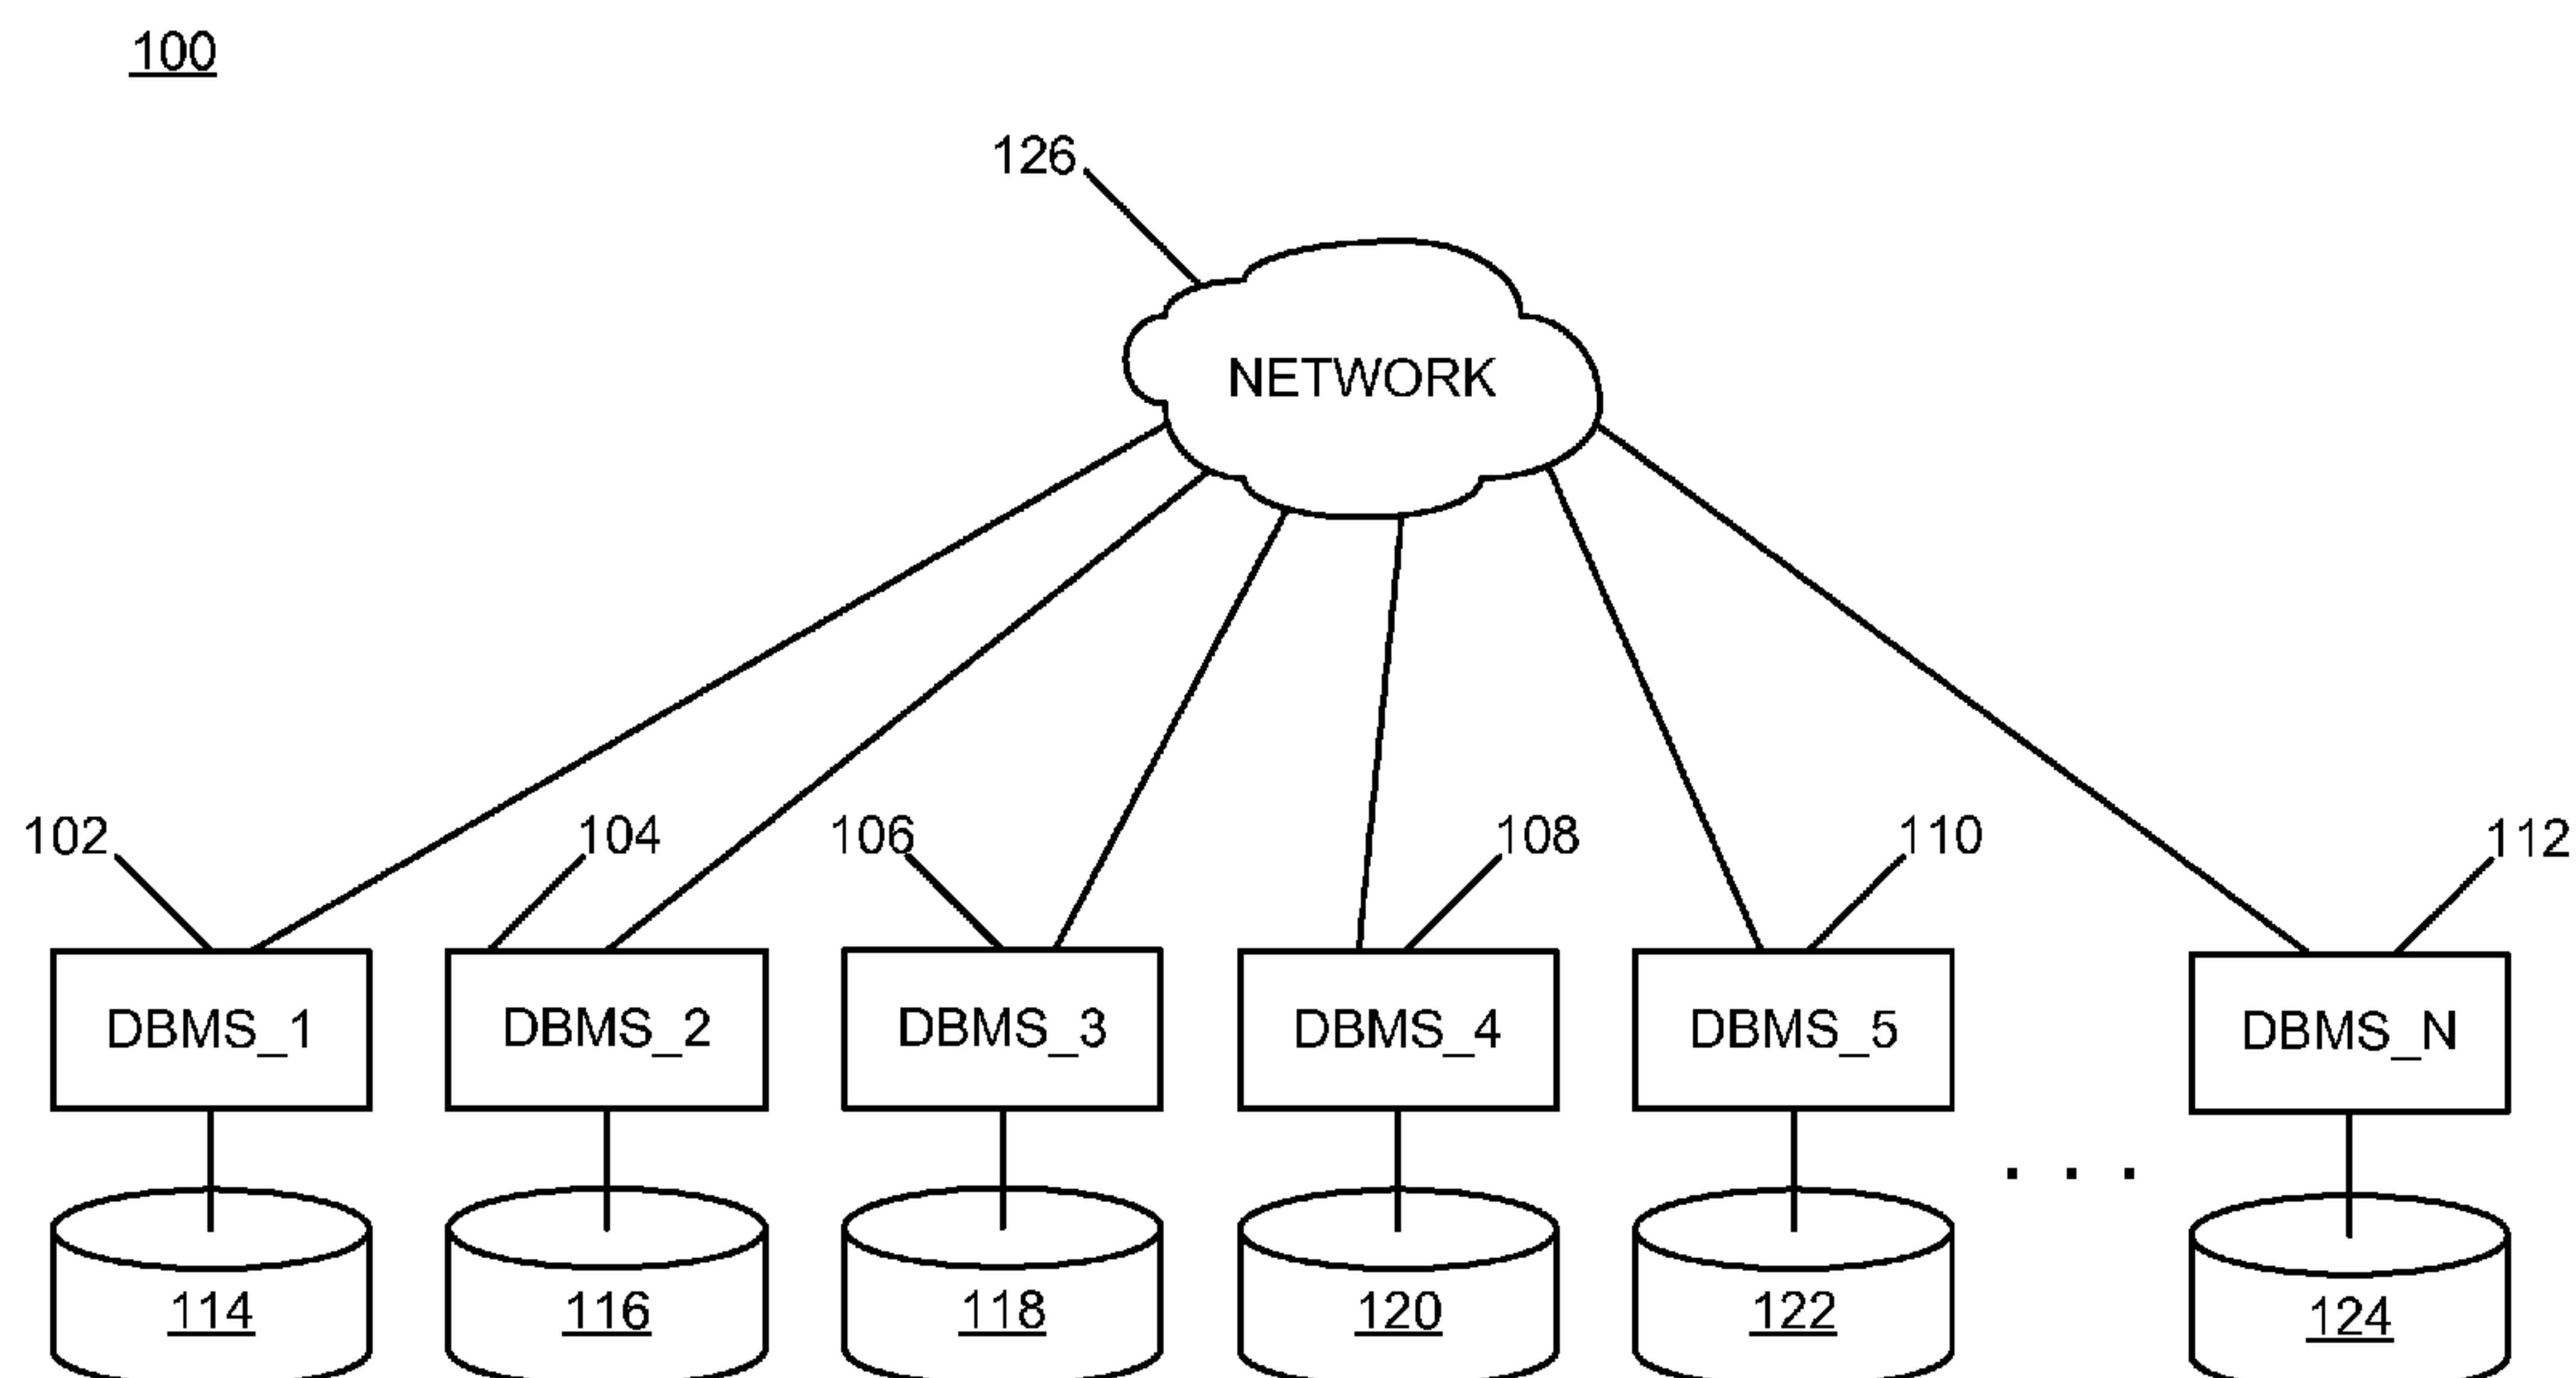 100
126
NETWORK
102
104
106
108
110
112
DBMS_1
DBMS_2
DBMS_3
DBMS_4
DBMS_5
DBMS_N
. . .
114
116
118
120
122
124